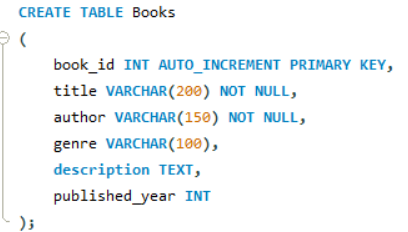 CREATE TABLE Books
(
book_id INT AUTO_INCREMENT PRIMARY KEY,
title VARCHAR(200) NOT NULL,
author VARCHAR(150) NOT NULL,
genre VARCHAR(100),
description TEXT,
published_year INT
);